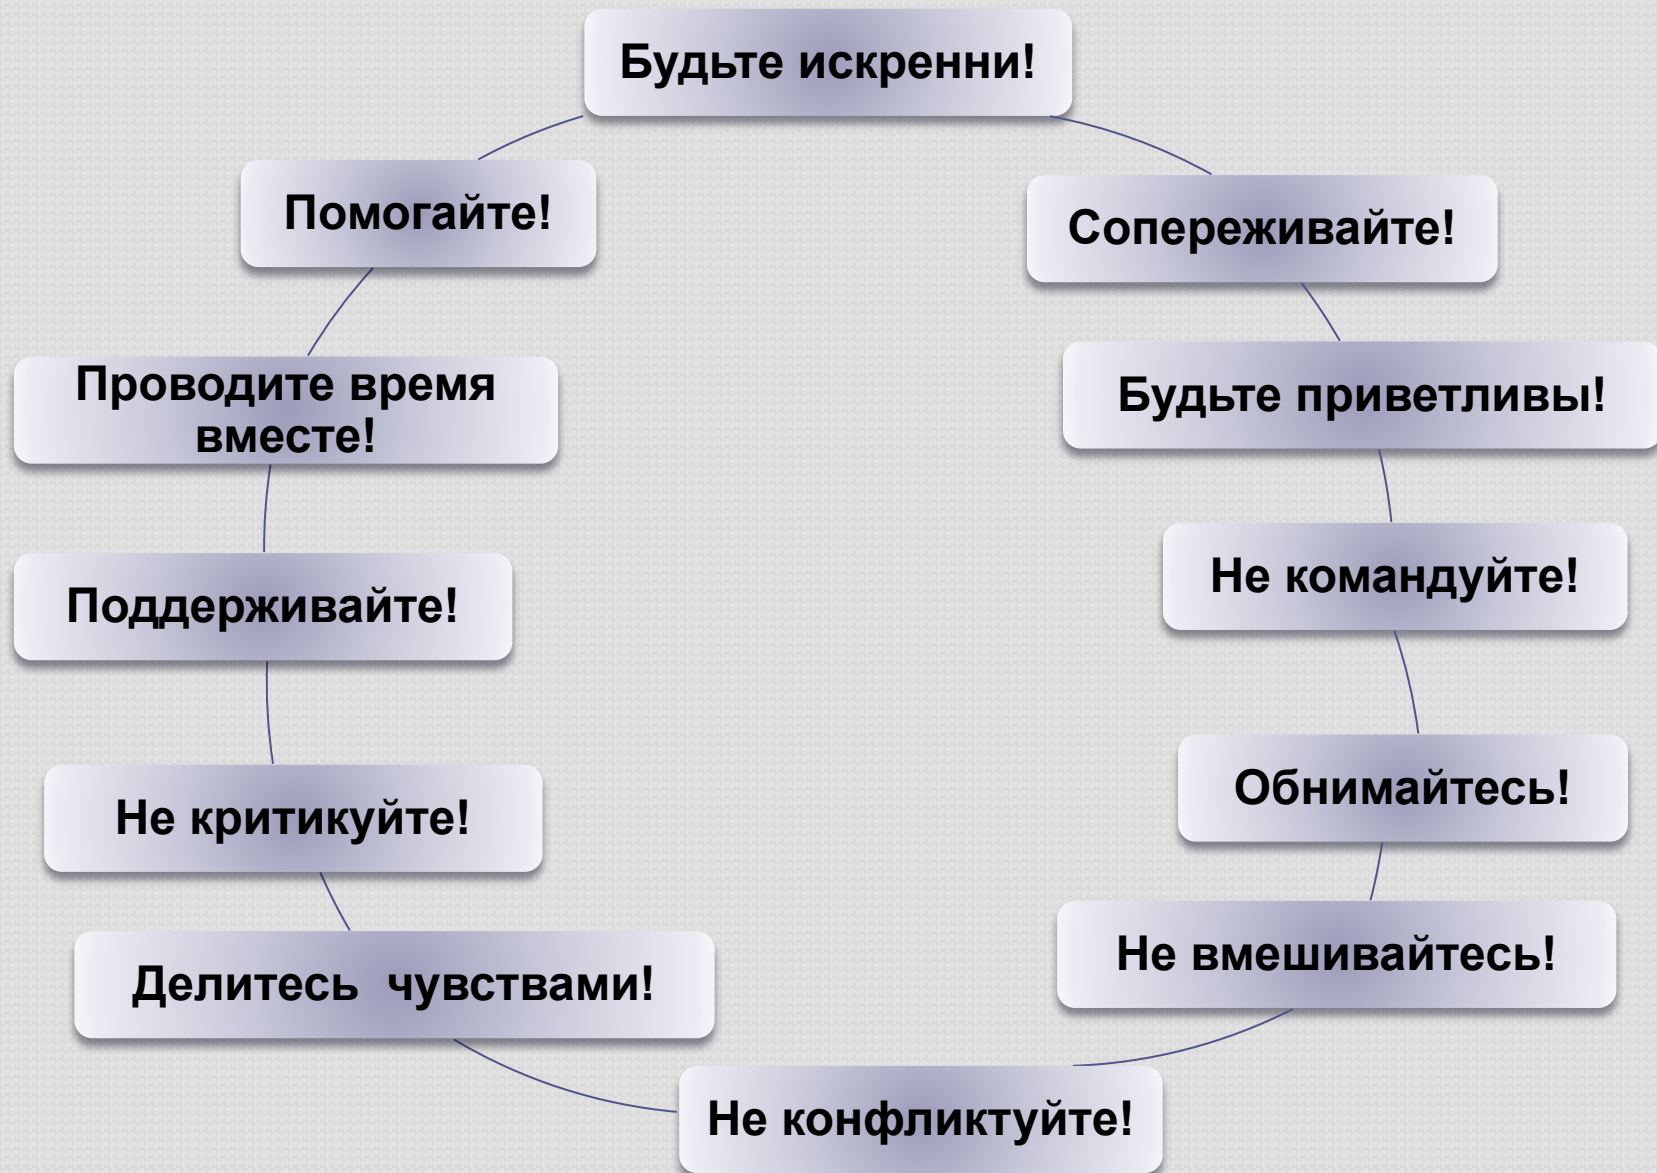 Будьте искренни!
Помогайте!
Сопереживайте!
Проводите время
вместе!
Будьте приветливы!
Не командуйте!
Поддерживайте!
Обнимайтесь!
Не критикуйте!
Не вмешивайтесь!
Делитесь  чувствами!
Не конфликтуйте!